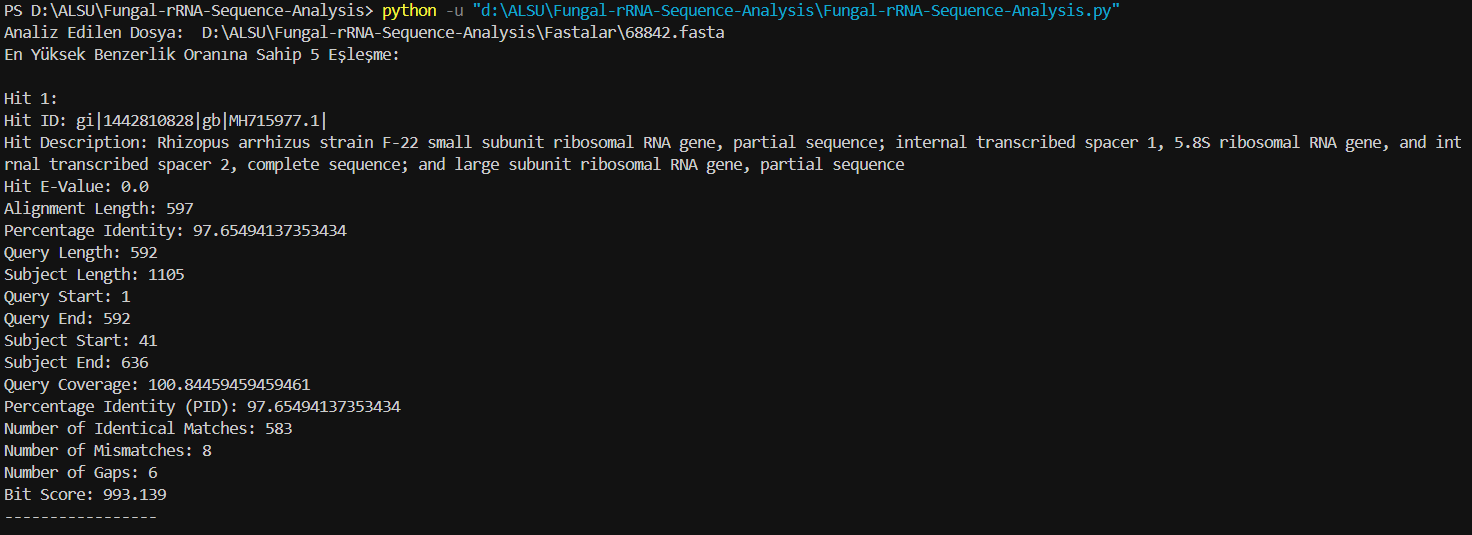 PS D:\ALSU\Fungal-rRNA-Sequence-Analysis> python -u "d:\ALSU\Fungal-rRNA-Sequence-Analysis\Fungal-rRNA-Sequence-Analysis.py"
Analiz Edilen Dosya:  D:\ALSU\Fungal-rRNA-Sequence-Analysis\Fastalar\68842.fasta
En Yüksek Benzerlik Oranına Sahip 5 Eşleşme:
Hit 1:
Hit ID: gi|1442810828|gb|MH715977.1|
Hit Description: Rhizopus arrhizus strain F-22 small subunit ribosomal RNA gene, partial sequence; internal transcribed spacer 1, 5.8S ribosomal RNA gene, and int
rnal transcribed spacer 2, complete sequence; and large subunit ribosomal RNA gene, partial sequence
Hit E-Value: 0.0
Alignment Length: 597
Percentage Identity: 97.65494137353434
Query Length: 592
Subject Length: 1105
Query Start: 1
Query End: 592
Subject Start: 41
Subject End: 636
Query Coverage: 100.84459459459461
Percentage Identity (PID): 97.65494137353434
Number of Identical Matches: 583
Number of Mismatches: 8
Number of Gaps: 6
Bit Score: 993.139
-----------------